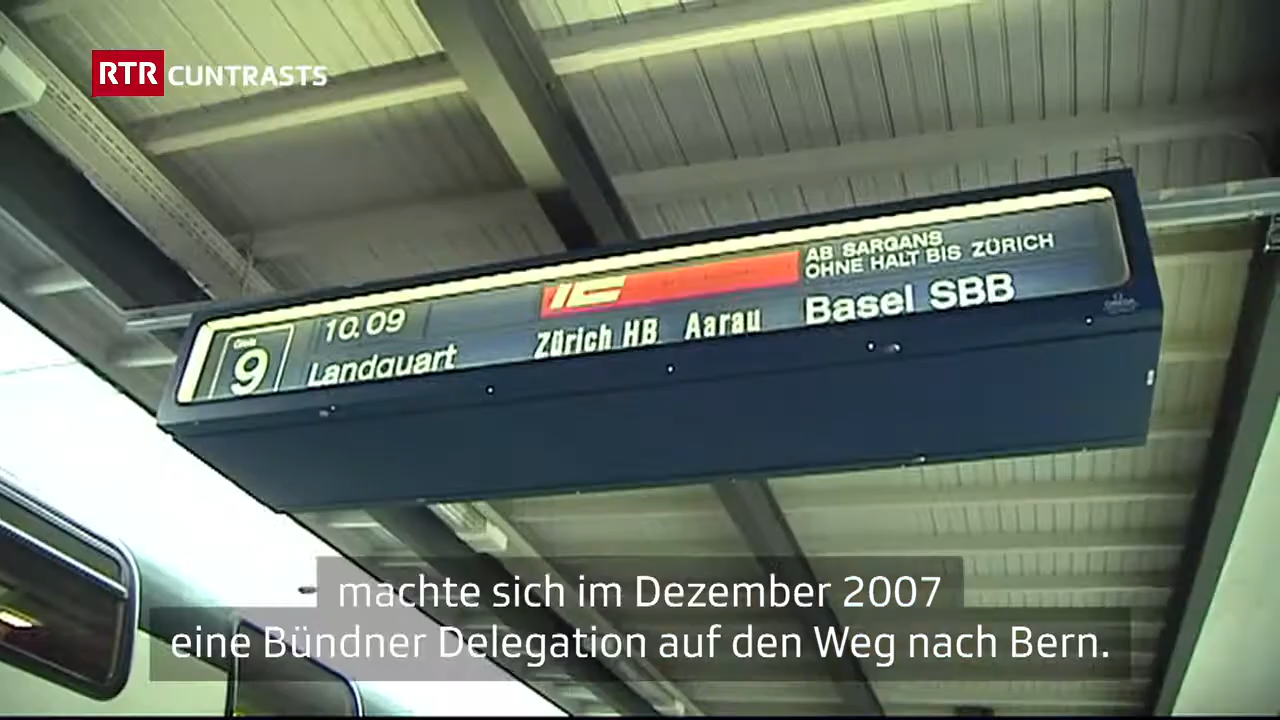 RTR CUNTRASTS
Gleis
9
10.09
Landquart
IC
Zürich HB Aarau
AB SARGANS
OHNE HALT BIS ZÜRICH
Basel SBB
machte sich im Dezember 2007
eine Bündner Delegation auf den Weg nach Bern.